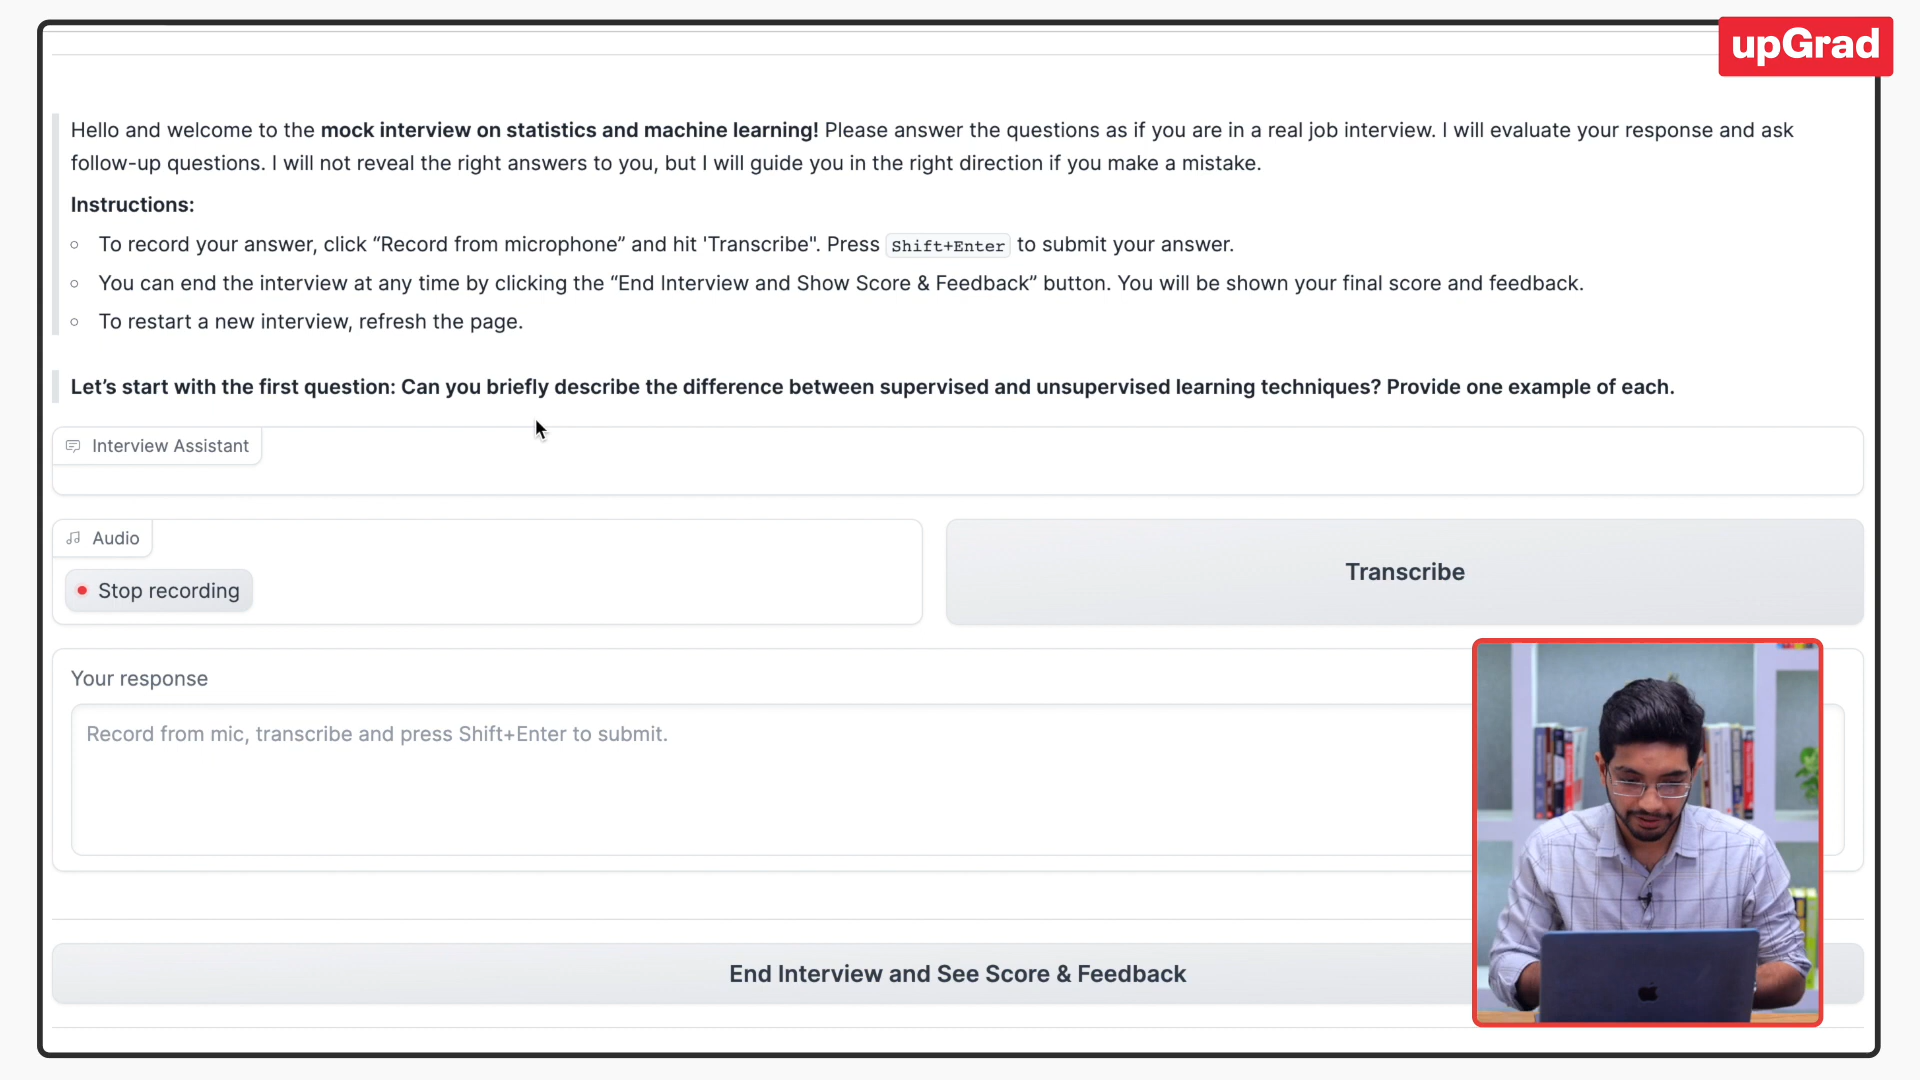 upGrad
Hello and welcome to the mock interview on statistics and machine learning! Please answer the questions as if you are in a real job interview. I will evaluate your response and ask
follow-up questions. I will not reveal the right answers to you, but I will guide you in the right direction if you make a mistake.
Instructions:
To record your answer, click “Record from microphone” and hit 'Transcribe". Press Shift+Enter to submit your answer.
You can end the interview at any time by clicking the “End Interview and Show Score & Feedback” button. You will be shown your final score and feedback.
To restart a new interview, refresh the page.
Let’s start with the first question: Can you briefly describe the difference between supervised and unsupervised learning techniques? Provide one example of each.
Interview Assistant
Audio
Stop recording
Transcribe
Your response
Record from mic, transcribe and press Shift+Enter to submit.
End Interview and See Score & Feedback